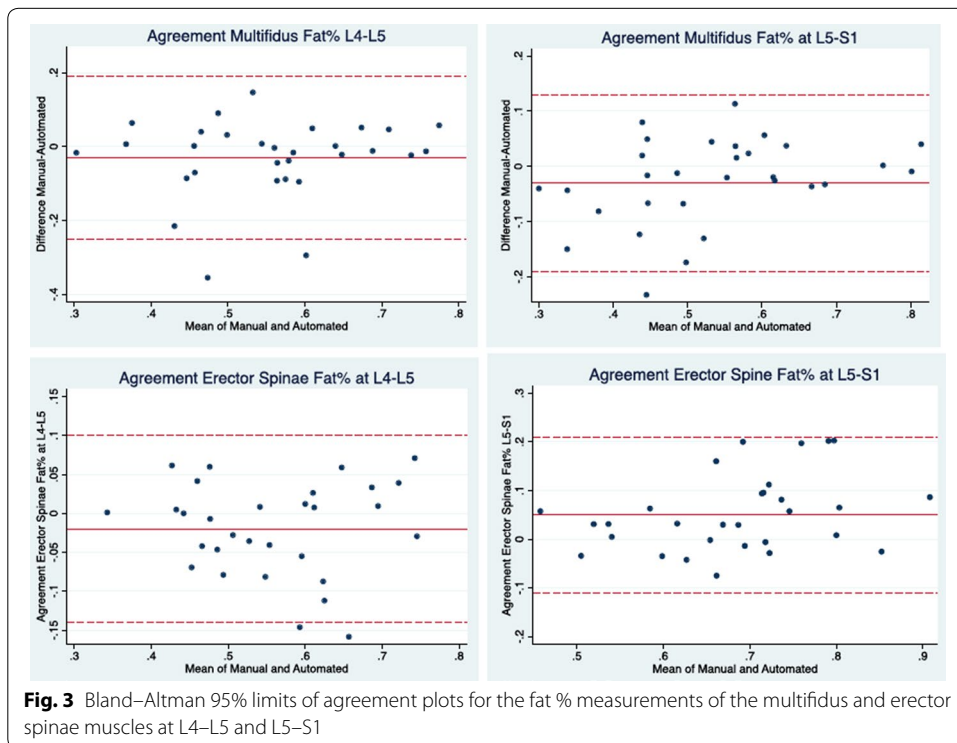 Agreement Multifidus Fat% L4-L5
Difference Manual-Autotmated
.2
0
-.2
-.4
.3 .4 .5 .6 .7 .8
Mean of Manual and Automated
Agreement Multifidus Fat% at L5-S1
Difference Manual-Automated
.2
.1
0
-.1
-.2
.3 .4 .5 .6 .7 .8
Mean of Manual and Automated
Agreement Erector Spinae Fat% at L4-L5
Agreement Erector Spinae Fat% at L4-L5
.15
.1
.05
0
-.05
-.1
-.15
.3 .4 .5 .6 .7 .8
Mean of Manual and Automated
Agreement Erector Spine Fat% at L5-S1
Agreement Erector Spinae Fat% L5-S1
.3
.2
.1
0
-.1
-.2
.5 .6 .7 .8 .9
Mean of Manual and Automated
Fig. 3 Bland–Altman 95% limits of agreement plots for the fat % measurements of the multifidus and erector
spinae muscles at L4–L5 and L5–S1